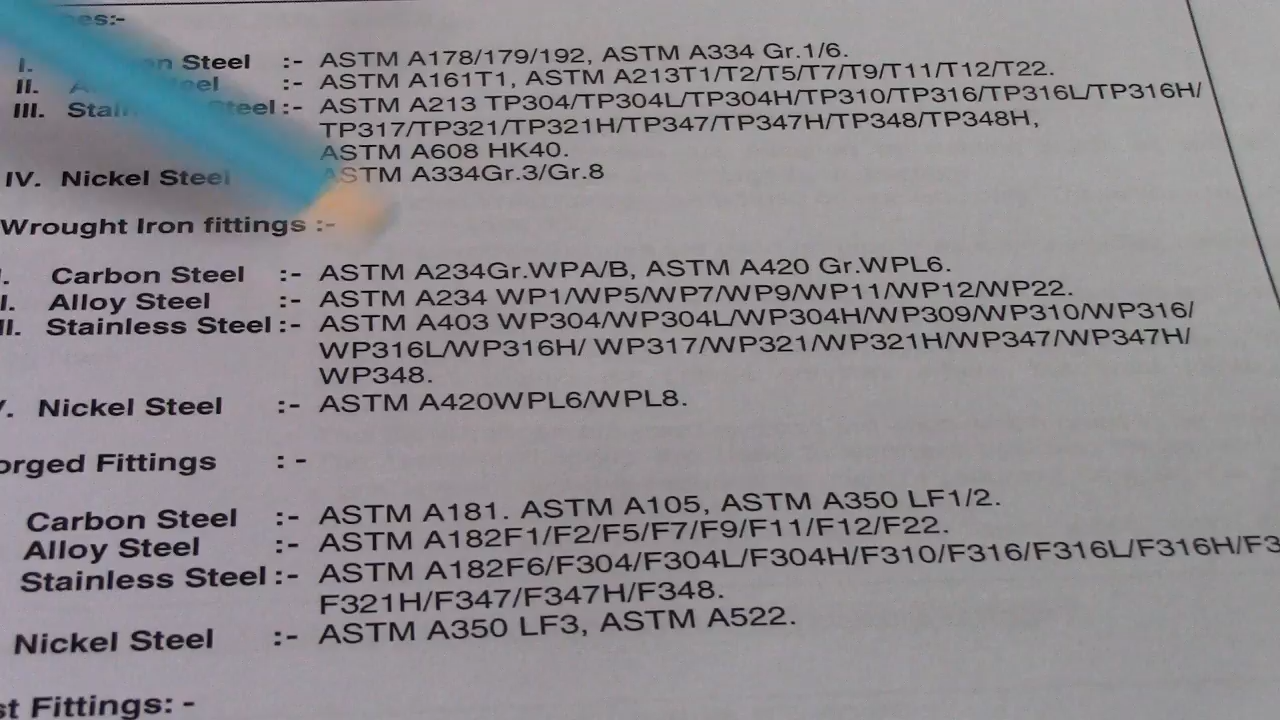 es:-
I. Steel :- ASTM A178/179/192, ASTM A334 Gr.1/6.
II. :- ASTM A161T1, ASTM A213T1/T2/T5/T7/T9/T11/T12/T22.
III. Steel :- ASTM A213 TP304/TP304L/TP304H/TP310/TP316/TP316L/TP316H/
TP317/TP321/TP321H/TP347/TP347H/TP348/TP348H,
ASTM A608 HK40.
IV. Nickel Steel ASTM A334Gr.3/Gr.8
Wrought Iron fittings :-
I. Carbon Steel :- ASTM A234Gr.WPA/B, ASTM A420 Gr.WPL6.
I. Alloy Steel :- ASTM A234 WP1/WP5/WP7/WP9/WP11/WP12/WP22.
II. Stainless Steel :- ASTM A403 WP304/WP304L/WP304H/WP309/WP310/WP316/
WP316L/WP316H/ WP317/WP321/WP321H/WP347/WP347H/
WP348.
V. Nickel Steel :- ASTM A420WPL6/WPL8.
orged Fittings :-
Carbon Steel :- ASTM A181. ASTM A105, ASTM A350 LF1/2.
Alloy Steel :- ASTM A182F1/F2/F5/F7/F9/F11/F12/F22.
Stainless Steel :- ASTM A182F6/F304/F304L/F304H/F310/F316/F316L/F316H/F3
F321H/F347/F347H/F348.
Nickel Steel :- ASTM A350 LF3, ASTM A522.
st Fittings: -